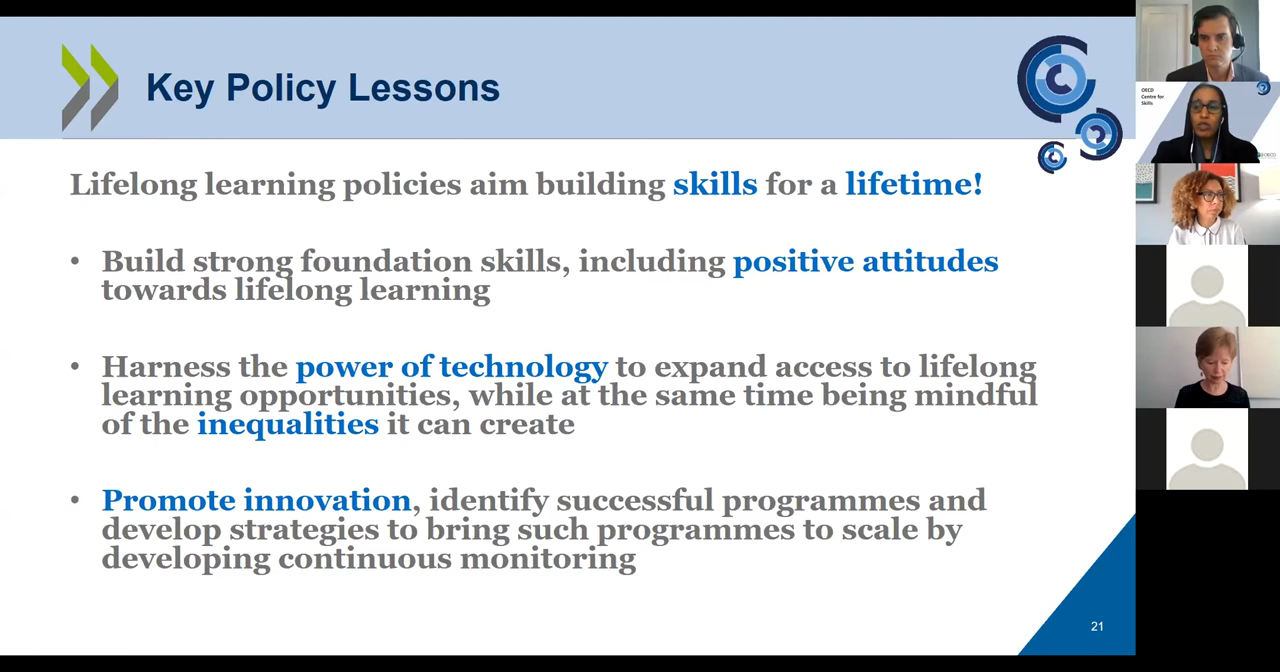 Key Policy Lessons
Lifelong learning policies aim building skills for a lifetime!
• Build strong foundation skills, including positive attitudes
towards lifelong learning
• Harness the power of technology to expand access to lifelong
learning opportunities, while at the same time being mindful
of the inequalities it can create
• Promote innovation, identify successful programmes and
develop strategies to bring such programmes to scale by
developing continuous monitoring
21
OECD
Centre for
Skills
OECD